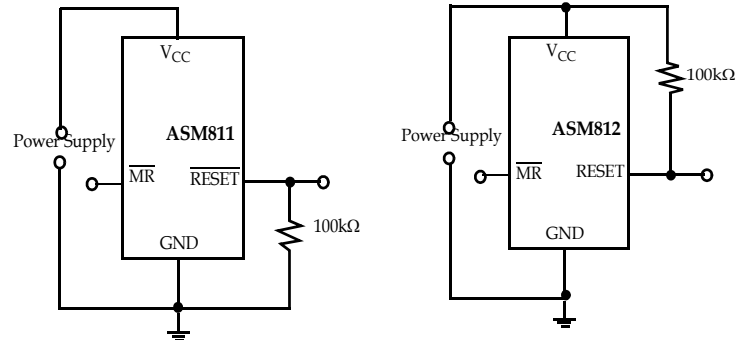 VCC
Power Supply
ASM811
MR
RESET
100kΩ
GND
VCC
100kΩ
Power Supply
ASM812
MR
RESET
GND